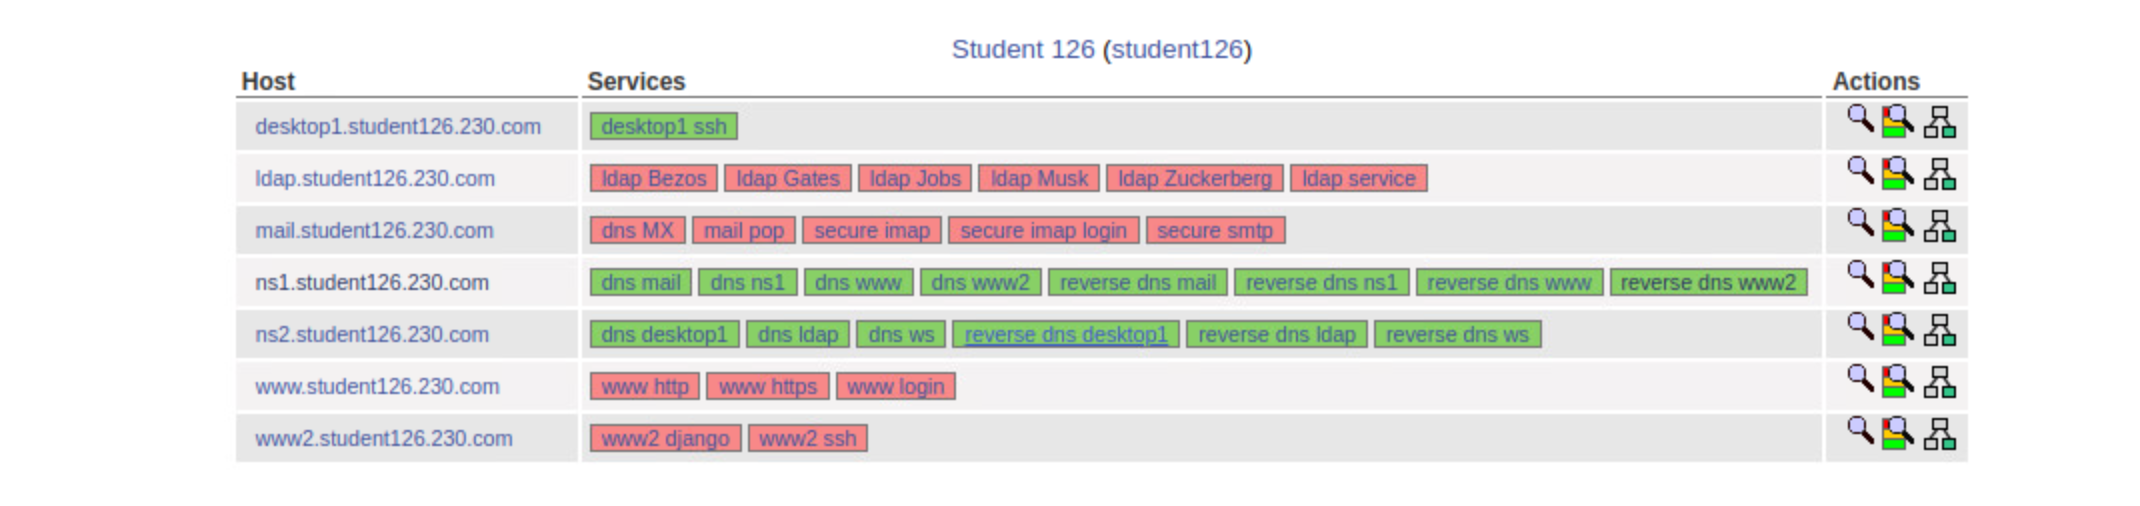 Student 126 (student126)
Host Services Actions
desktop1.student126.230.com desktop1 ssh
ldap.student126.230.com ldap Bezos ldap Gates ldap Jobs ldap Musk ldap Zuckerberg ldap service
mail.student126.230.com dns MX mail pop secure imap secure imap login secure smtp
ns1.student126.230.com dns mail dns ns1 dns www dns www2 reverse dns mail reverse dns ns1 reverse dns www reverse dns www2
ns2.student126.230.com dns desktop1 dns ldap dns ws reverse dns desktop1 reverse dns ldap reverse dns ws
www.student126.230.com www http www https www login
www2.student126.230.com www2 django www2 ssh